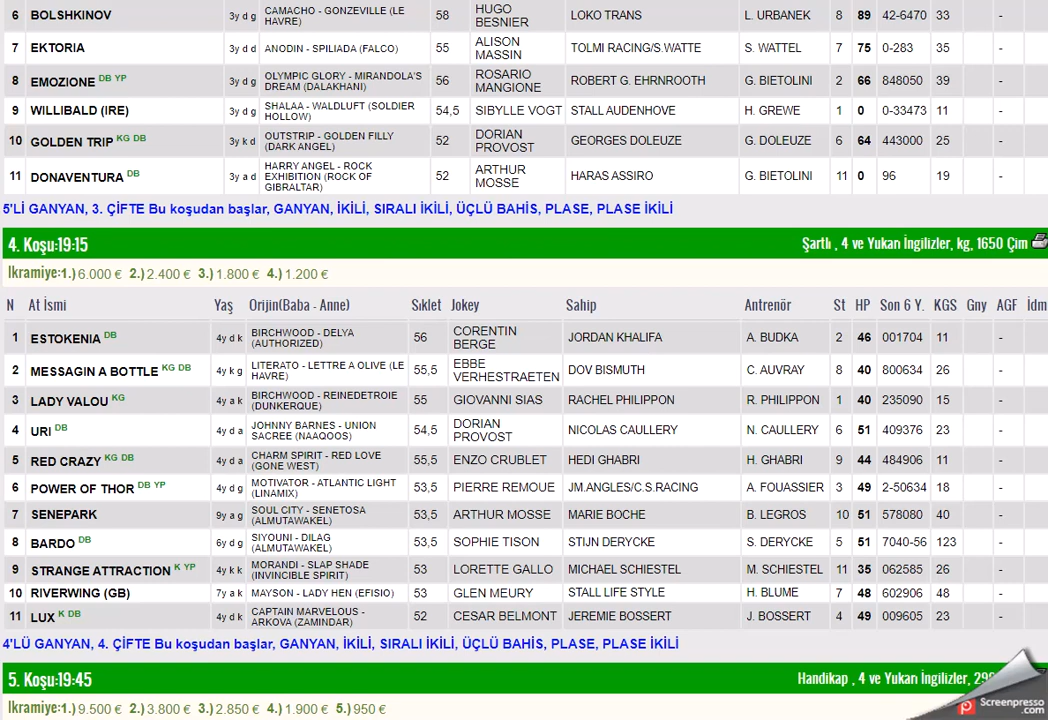 6 BOLSHKINOV 3y d g CAMACHO - GONZEVILLE (LE HAVRE) 58 HUGO BESNIER LOKO TRANS L. URBANEK 8 89 42-6470 33 -
7 EKTORIA 3y d d ANODIN - SPILIADA (FALCO) 55 ALISON MASSIN TOLMI RACING/S.WATTE S. WATTEL 7 75 0-283 35 -
8 EMOZIONE DB YP 3y d g OLYMPIC GLORY - MIRANDOLA'S DREAM (DALAKHANI) 56 ROSARIO MANGIONE ROBERT G. EHRNROOTH G. BIETOLINI 2 66 848050 39 -
9 WILLIBALD (IRE) 3y d g SHALAA - WALDLUFT (SOLDIER HOLLOW) 54,5 SIBYLLE VOGT STALL AUDENHOVE H. GREWE 1 0 0-33473 11 -
10 GOLDEN TRIP KG DB 3y k d OUTSTRIP - GOLDEN FILLY (DARK ANGEL) 52 DORIAN PROVOST GEORGES DOLEUZE G. DOLEUZE 6 64 443000 25 -
11 DONAVENTURA DB 3y a d HARRY ANGEL - ROCK EXHIBITION (ROCK OF GIBRALTAR) 52 ARTHUR MOSSE HARAS ASSIRO G. BIETOLINI 11 0 96 19 -
5'Lİ GANYAN, 3. ÇİFTE Bu koşudan başlar, GANYAN, İKİLİ, SIRALI İKİLİ, ÜÇLÜ BAHİS, PLASE, PLASE İKİLİ
4. Koşu:19:15 Şartlı , 4 ve Yukarı İngilizler, kg, 1650 Çim
İkramiye:1.) 6.000 € 2.) 2.400 € 3.) 1.800 € 4.) 1.200 €
N At İsmi Yaş Orijin(Baba - Anne) Sıklet Jokey Sahip Antrenör St HP Son 6 Y. KGS Gny AGF İdm
1 ESTOKENIA DB 4y d k BIRCHWOOD - DELYA (AUTHORIZED) 56 CORENTIN BERGE JORDAN KHALIFA A. BUDKA 2 46 001704 11 -
2 MESSAGIN A BOTTLE KG DB 4y k g LITERATO - LETTRE A OLIVE (LE HAVRE) 55,5 EBBE VERHESTRAETEN DOV BISMUTH C. AUVRAY 8 40 800634 26 -
3 LADY VALOU KG 4y a k BIRCHWOOD - REINEDETROIE (DUNKERQUE) 55 GIOVANNI SIAS RACHEL PHILIPPON R. PHILIPPON 1 40 235090 15 -
4 URI DB 4y d a JOHNNY BARNES - UNION SACREE (NAAQOOS) 54,5 DORIAN PROVOST NICOLAS CAULLERY N. CAULLERY 6 51 409376 23 -
5 RED CRAZY KG DB 4y d a CHARM SPIRIT - RED LOVE (GONE WEST) 55,5 ENZO CRUBLET HEDI GHABRI H. GHABRI 9 44 484906 11 -
6 POWER OF THOR DB YP 4y d g MOTIVATOR - ATLANTIC LIGHT (LINAMIX) 53,5 PIERRE REMOUE JM.ANGLES/C.S.RACING A. FOUASSIER 3 49 2-50634 18 -
7 SENEPARK 9y a g SOUL CITY - SENETOSA (ALMUTAWAKEL) 53,5 ARTHUR MOSSE MARIE BOCHE B. LEGROS 10 51 578080 40 -
8 BARDO DB 6y d g SIYOUNI - DILAG (ALMUTAWAKEL) 53,5 SOPHIE TISON STIJN DERYCKE S. DERYCKE 5 51 7040-56 123 -
9 STRANGE ATTRACTION K YP 4y k k MORANDI - SLAP SHADE (INVINCIBLE SPIRIT) 53 LORETTE GALLO MICHAEL SCHIESTEL M. SCHIESTEL 11 35 062585 26 -
10 RIVERWING (GB) 7y a k MAYSON - LADY HEN (EFISIO) 53 GLEN MEURY STALL LIFE STYLE H. BLUME 7 48 602906 48 -
11 LUX K DB 4y d k CAPTAIN MARVELOUS - ARKOVA (ZAMINDAR) 52 CESAR BELMONT JEREMIE BOSSERT J. BOSSERT 4 49 009605 23 -
4'LÜ GANYAN, 4. ÇİFTE Bu koşudan başlar, GANYAN, İKİLİ, SIRALI İKİLİ, ÜÇLÜ BAHİS, PLASE, PLASE İKİLİ
5. Koşu:19:45 Handikap , 4 ve Yukarı İngilizler,
İkramiye:1.) 9.500 € 2.) 3.800 € 3.) 2.850 € 4.) 1.900 € 5.) 950 €
Screenpresso
.com